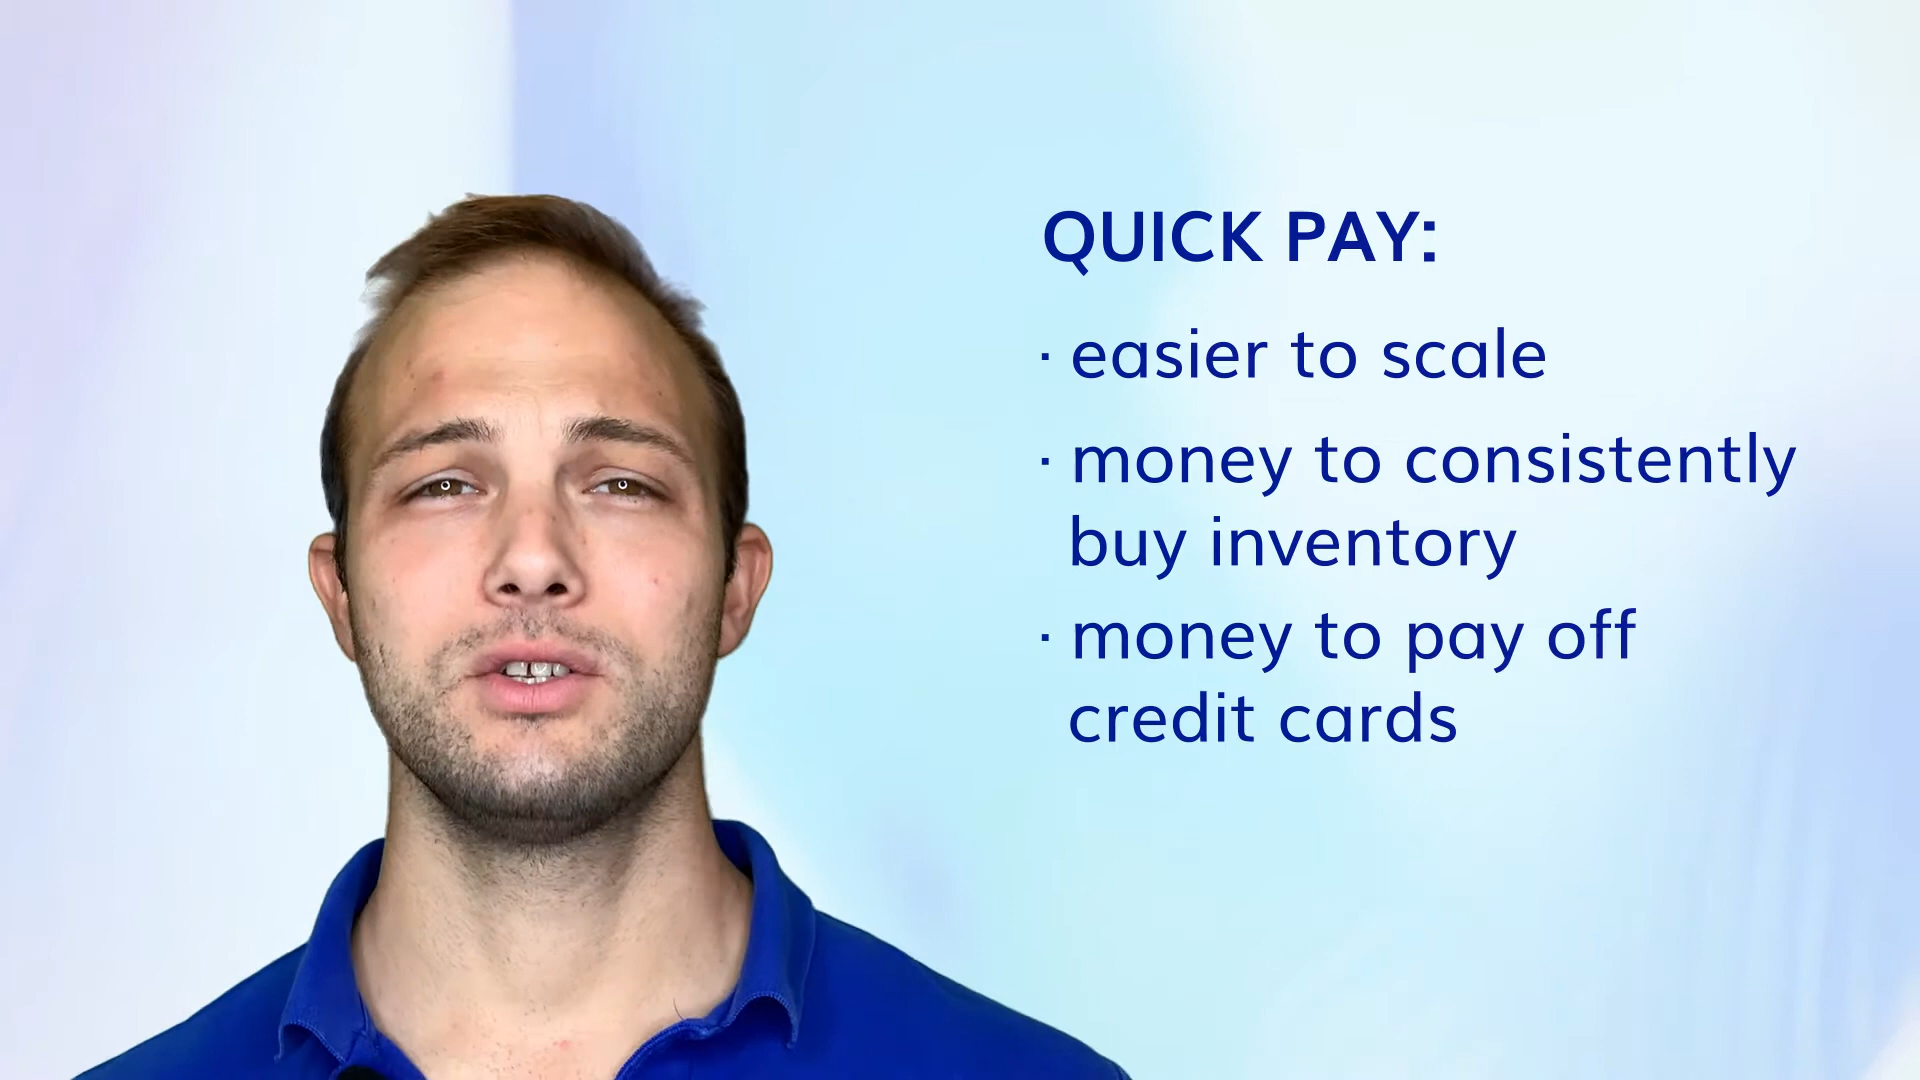 QUICK PAY:
· easier to scale
· money to consistently
buy inventory
· money to pay off
credit cards